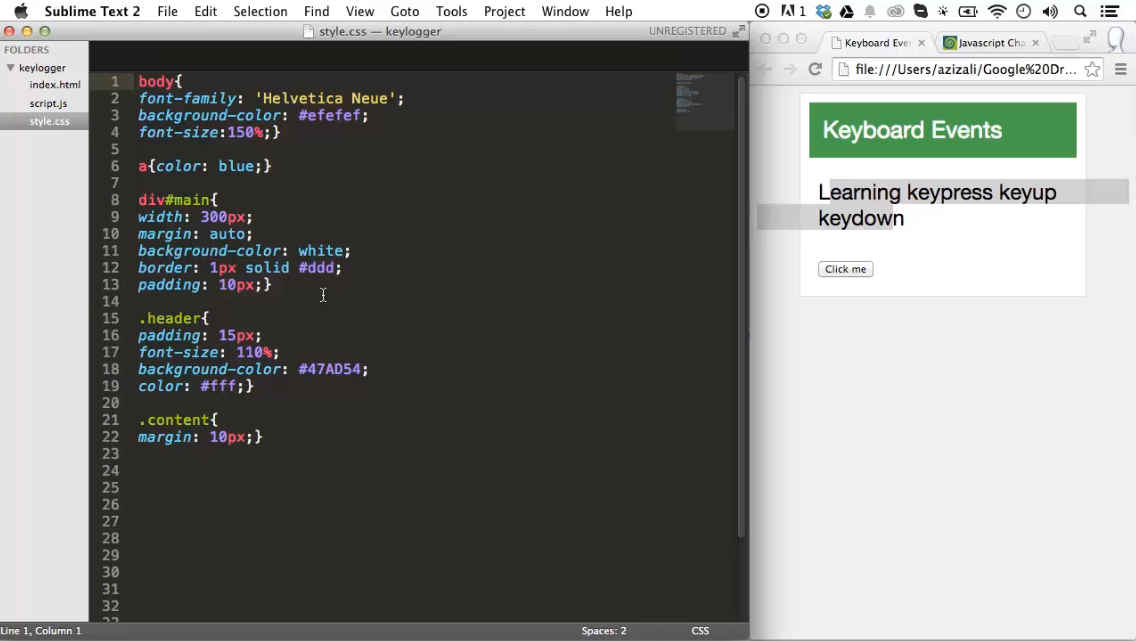 Sublime Text 2 File Edit Selection Find View Goto Tools Project Window Help
1
style.css — keylogger UNREGISTERED
FOLDERS
keylogger
index.html
script.js
style.css
1 body{
2 font-family: 'Helvetica Neue';
3 background-color: #efefef;
4 font-size:150%;}
5
6 a{color: blue;}
7
8 div#main{
9 width: 300px;
10 margin: auto;
11 background-color: white;
12 border: 1px solid #ddd;
13 padding: 10px;}
14
15 .header{
16 padding: 15px;
17 font-size: 110%;
18 background-color: #47AD54;
19 color: #fff;}
20
21 .content{
22 margin: 10px;}
23
24
25
26
27
28
29
30
31
32
Line 1, Column 1 Spaces: 2 CSS
Keyboard Eve Javascript Cha
file:///Users/azizali/Google%20Dr...
Keyboard Events
Learning keypress keyup
keydown
Click me